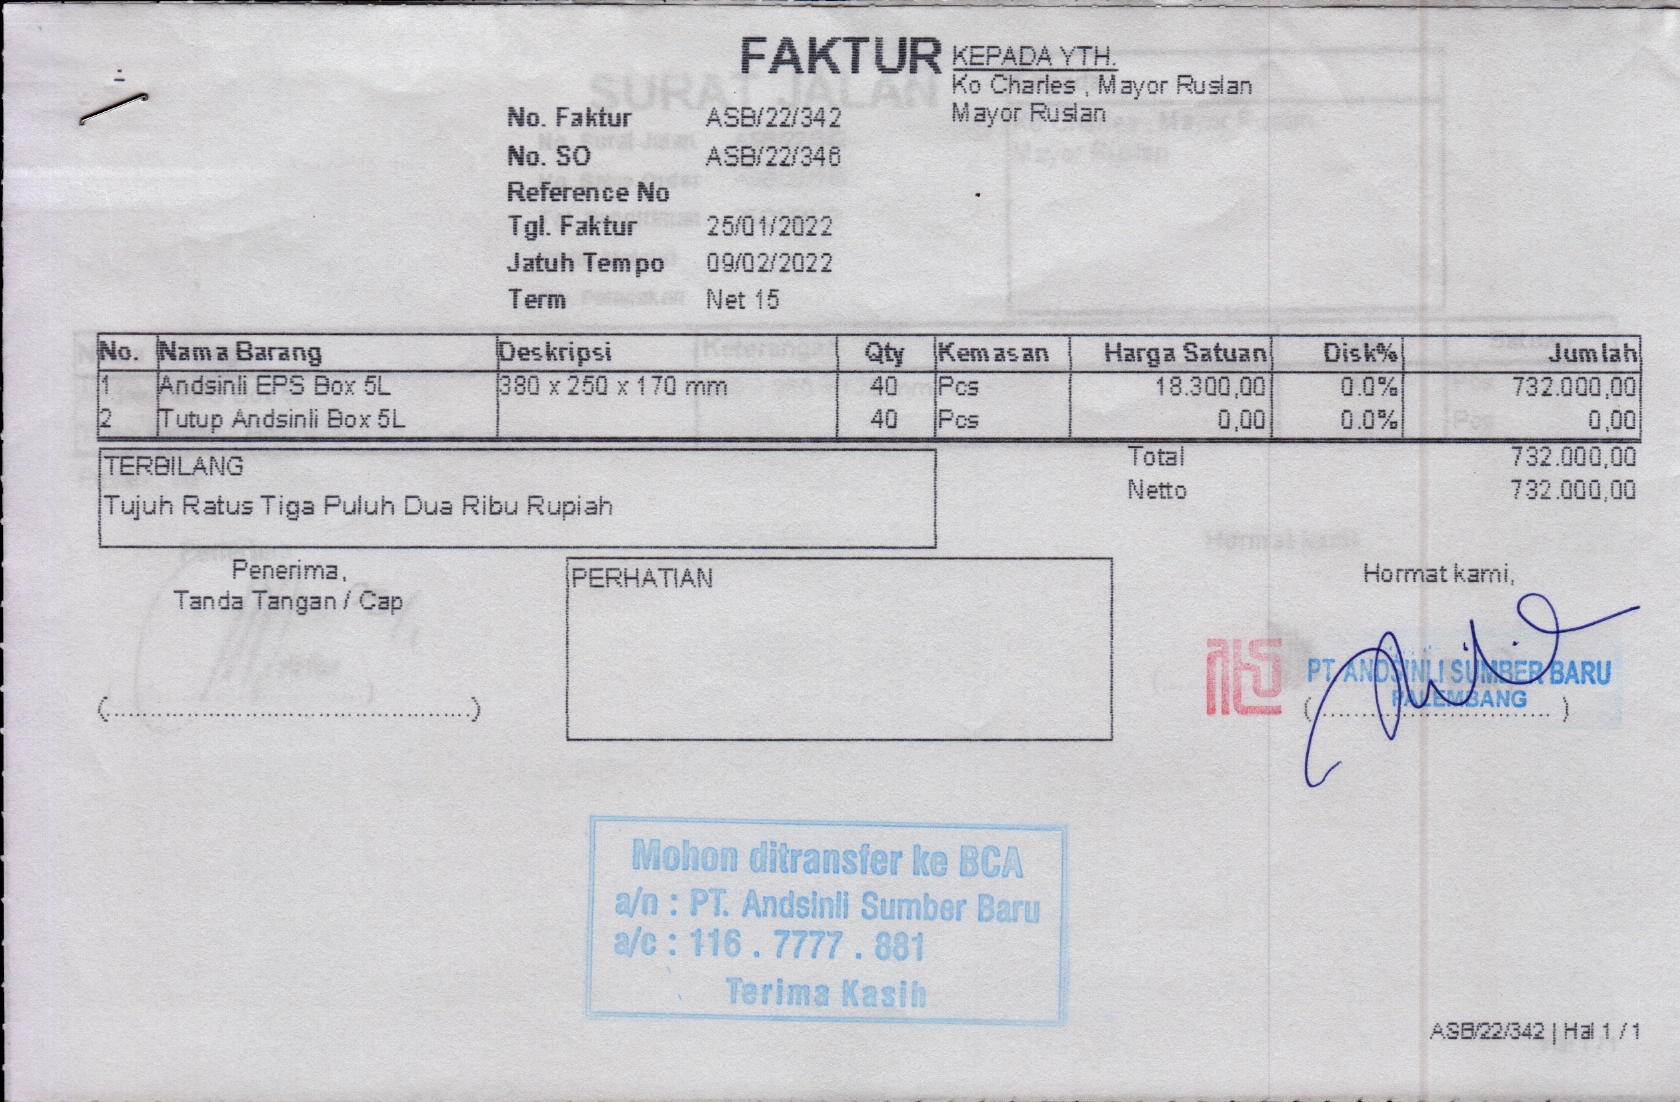 FAKTUR
KEPADA YTH.
Ko Charles , Mayor Ruslan
Mayor Ruslan
No. Faktur ASB/22/342
No. SO ASB/22/346
Reference No
Tgl. Faktur 25/01/2022
Jatuh Tempo 09/02/2022
Term Net 15
No. Nama Barang Deskripsi Qty Kemasan Harga Satuan Disk% Jumlah
1 Andsinli EPS Box 5L 380 x 250 x 170 mm 40 Pcs 18.300,00 0.0% 732.000,00
2 Tutup Andsinli Box 5L 40 Pcs 0,00 0.0% 0,00
Total 732.000,00
Netto 732.000,00
TERBILANG
Tujuh Ratus Tiga Puluh Dua Ribu Rupiah
Penerima,
Tanda Tangan / Cap
(............................................)
PERHATIAN
Hormat kami,
PT. ANDSINLI SUMBER BARU
PALEMBANG
(............................)
Mohon ditransfer ke BCA
a/n : PT. Andsinli Sumber Baru
a/c : 116 . 7777 . 881
Terima Kasih
ASB/22/342 | Hal 1 / 1